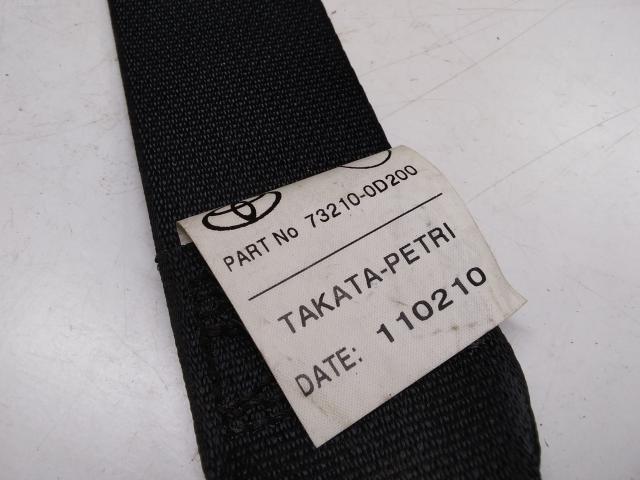 PART No 73210-0D200
TAKATA-PETRI
DATE: 110210